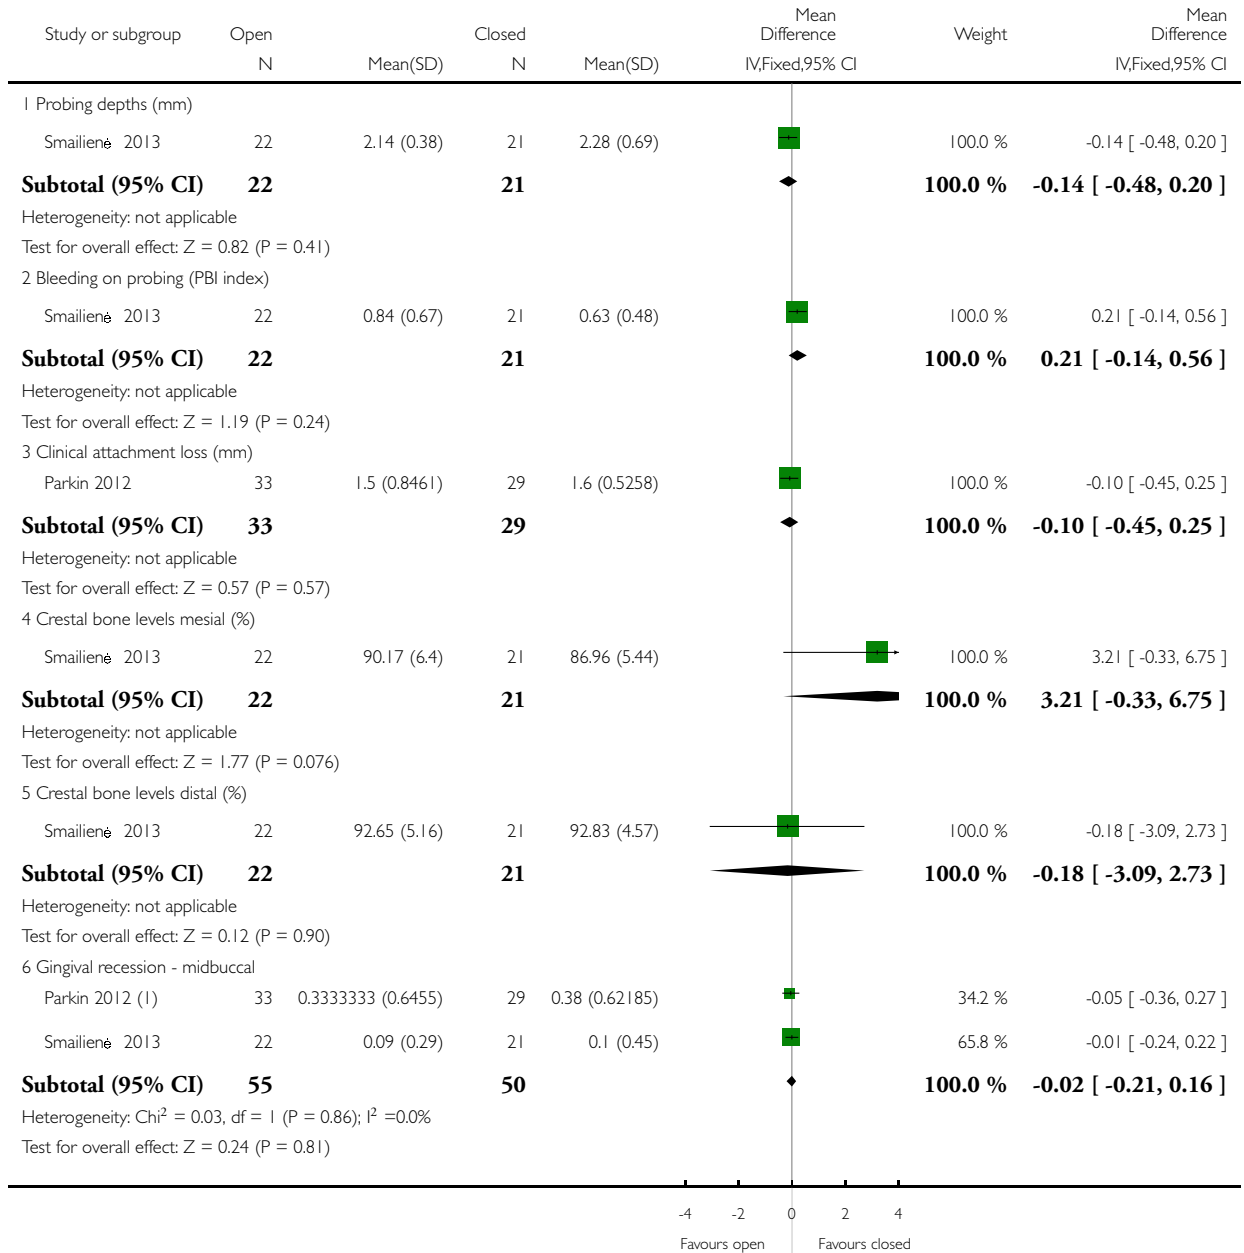 Study or subgroup Open Closed Mean Difference Weight Mean Difference
N Mean(SD) N Mean(SD) IV,Fixed,95% CI IV,Fixed,95% CI
1 Probing depths (mm)
Smailienė 2013 22 2.14 (0.38) 21 2.28 (0.69) 100.0 % -0.14 [ -0.48, 0.20 ]
Subtotal (95% CI) 22 21 100.0 % -0.14 [ -0.48, 0.20 ]
Heterogeneity: not applicable
Test for overall effect: Z = 0.82 (P = 0.41)
2 Bleeding on probing (PBI index)
Smailienė 2013 22 0.84 (0.67) 21 0.63 (0.48) 100.0 % 0.21 [ -0.14, 0.56 ]
Subtotal (95% CI) 22 21 100.0 % 0.21 [ -0.14, 0.56 ]
Heterogeneity: not applicable
Test for overall effect: Z = 1.19 (P = 0.24)
3 Clinical attachment loss (mm)
Parkin 2012 33 1.5 (0.8461) 29 1.6 (0.5258) 100.0 % -0.10 [ -0.45, 0.25 ]
Subtotal (95% CI) 33 29 100.0 % -0.10 [ -0.45, 0.25 ]
Heterogeneity: not applicable
Test for overall effect: Z = 0.57 (P = 0.57)
4 Crestal bone levels mesial (%)
Smailienė 2013 22 90.17 (6.4) 21 86.96 (5.44) 100.0 % 3.21 [ -0.33, 6.75 ]
Subtotal (95% CI) 22 21 100.0 % 3.21 [ -0.33, 6.75 ]
Heterogeneity: not applicable
Test for overall effect: Z = 1.77 (P = 0.076)
5 Crestal bone levels distal (%)
Smailienė 2013 22 92.65 (5.16) 21 92.83 (4.57) 100.0 % -0.18 [ -3.09, 2.73 ]
Subtotal (95% CI) 22 21 100.0 % -0.18 [ -3.09, 2.73 ]
Heterogeneity: not applicable
Test for overall effect: Z = 0.12 (P = 0.90)
6 Gingival recession - midbuccal
Parkin 2012 (1) 33 0.3333333 (0.6455) 29 0.38 (0.62185) 34.2 % -0.05 [ -0.36, 0.27 ]
Smailienė 2013 22 0.09 (0.29) 21 0.1 (0.45) 65.8 % -0.01 [ -0.24, 0.22 ]
Subtotal (95% CI) 55 50 100.0 % -0.02 [ -0.21, 0.16 ]
Heterogeneity: Chi² = 0.03, df = 1 (P = 0.86); I² =0.0%
Test for overall effect: Z = 0.24 (P = 0.81)
-4 -2 0 2 4
Favours open Favours closed